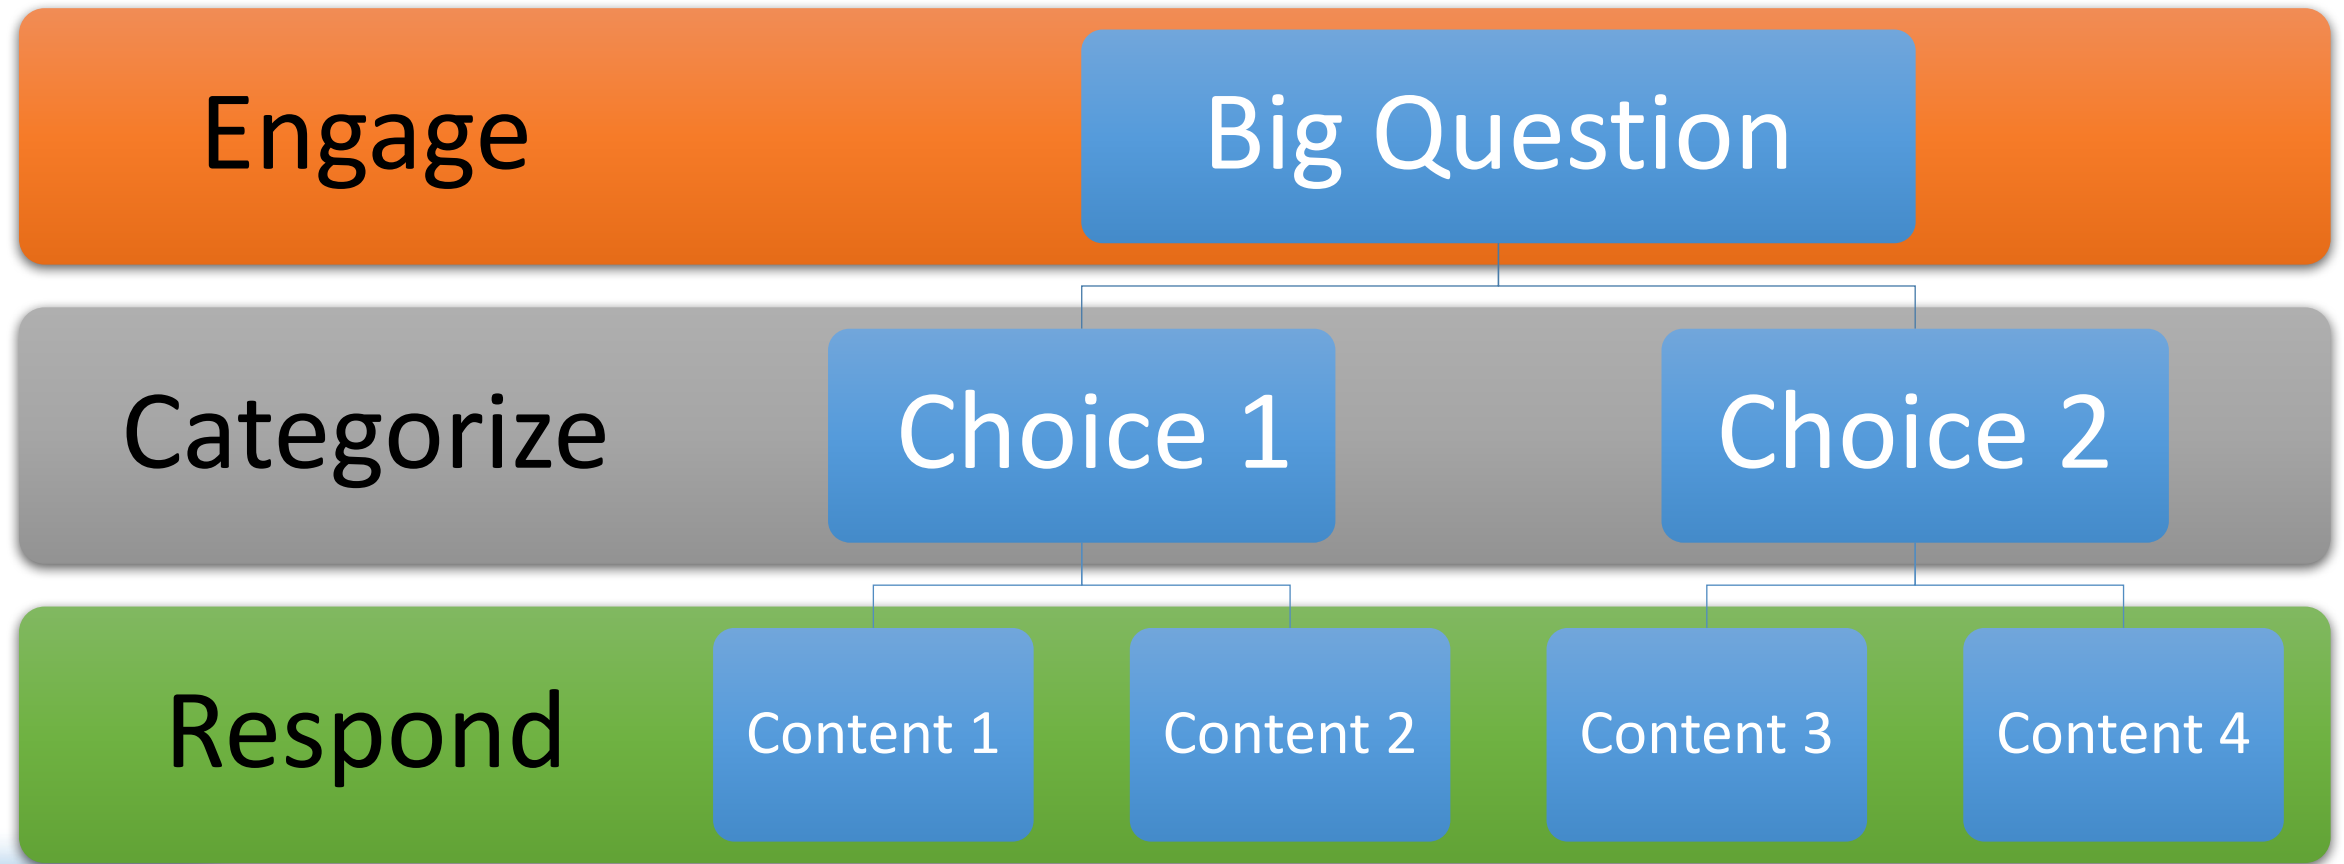 Engage
Big Question
Categorize
Choice 1
Choice 2
Respond
Content 1
Content 2
Content 3
Content 4